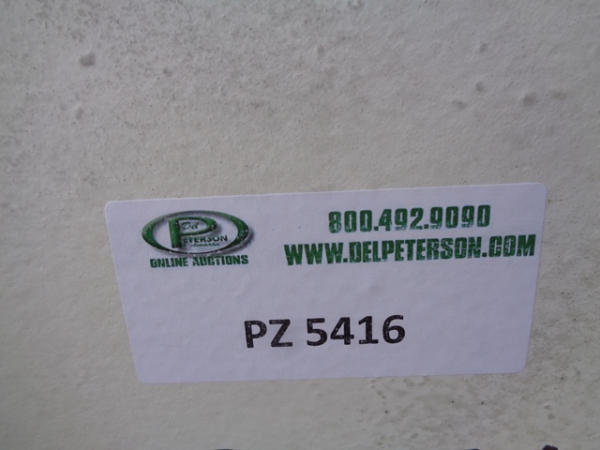 Del
PETERSON
ONLINE AUCTIONS
800.492.9090
WWW.DELPETERSON.COM
PZ 5416